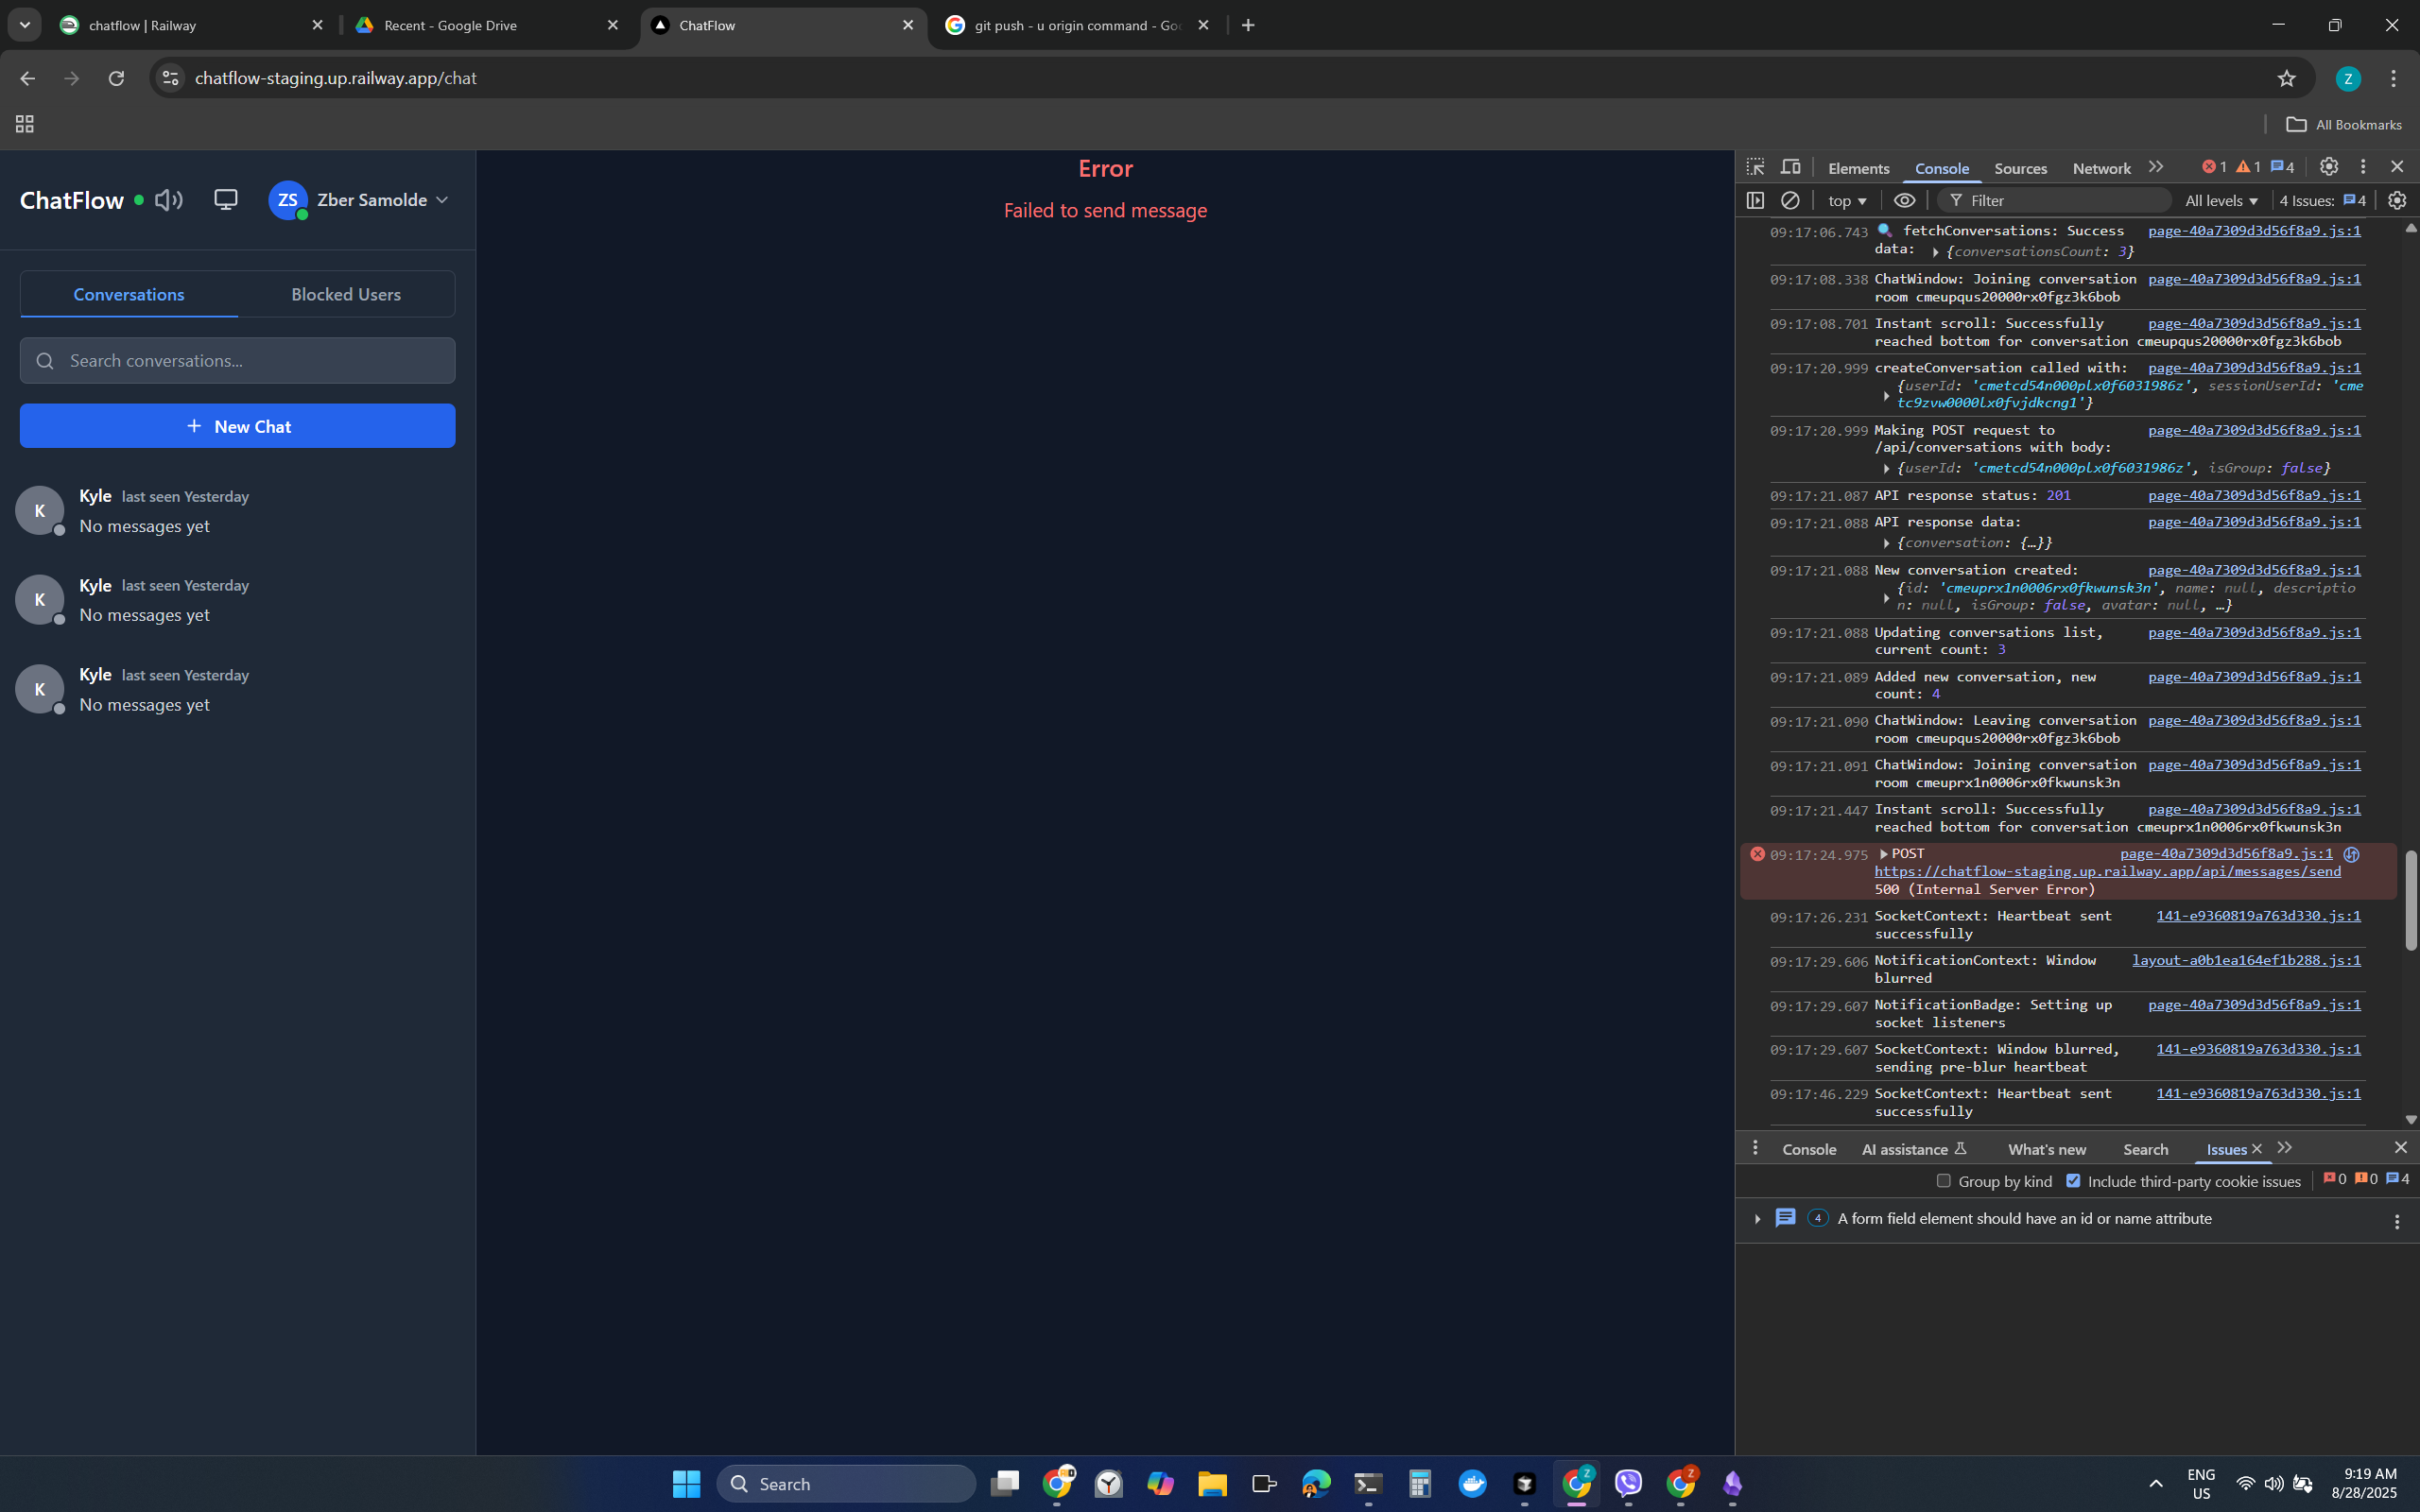 chatflow | Railway
Recent - Google Drive
ChatFlow
git push - u origin command - Goo
chatflow-staging.up.railway.app/chat
Z
All Bookmarks
ChatFlow
ZS
Zber Samolde
Conversations
Blocked Users
Search conversations...
+ New Chat
K
Kyle last seen Yesterday
No messages yet
K
Kyle last seen Yesterday
No messages yet
K
Kyle last seen Yesterday
No messages yet
Error
Failed to send message
Elements
Console
Sources
Network
1
1
4
top
Filter
All levels
4 Issues: 4
09:17:06.743 fetchConversations: Success page-40a7309d3d56f8a9.js:1
data: {conversationsCount: 3}
09:17:08.338 ChatWindow: Joining conversation page-40a7309d3d56f8a9.js:1
room cmeupqus20000rx0fgz3k6bob
09:17:08.701 Instant scroll: Successfully page-40a7309d3d56f8a9.js:1
reached bottom for conversation cmeupqus20000rx0fgz3k6bob
09:17:20.999 createConversation called with: page-40a7309d3d56f8a9.js:1
{userId: 'cmetcd54n000plx0f6031986z', sessionUserId: 'cme
tc9zvw0000lx0fvjdkcng1'}
09:17:20.999 Making POST request to page-40a7309d3d56f8a9.js:1
/api/conversations with body:
{userId: 'cmetcd54n000plx0f6031986z', isGroup: false}
09:17:21.087 API response status: 201 page-40a7309d3d56f8a9.js:1
09:17:21.088 API response data: page-40a7309d3d56f8a9.js:1
{conversation: {…}}
09:17:21.088 New conversation created: page-40a7309d3d56f8a9.js:1
{id: 'cmeuprx1n0006rx0fkwunsk3n', name: null, descriptio
n: null, isGroup: false, avatar: null, …}
09:17:21.088 Updating conversations list, page-40a7309d3d56f8a9.js:1
current count: 3
09:17:21.089 Added new conversation, new page-40a7309d3d56f8a9.js:1
count: 4
09:17:21.090 ChatWindow: Leaving conversation page-40a7309d3d56f8a9.js:1
room cmeupqus20000rx0fgz3k6bob
09:17:21.091 ChatWindow: Joining conversation page-40a7309d3d56f8a9.js:1
room cmeuprx1n0006rx0fkwunsk3n
09:17:21.447 Instant scroll: Successfully page-40a7309d3d56f8a9.js:1
reached bottom for conversation cmeuprx1n0006rx0fkwunsk3n
09:17:24.975 POST page-40a7309d3d56f8a9.js:1
https://chatflow-staging.up.railway.app/api/messages/send
500 (Internal Server Error)
09:17:26.231 SocketContext: Heartbeat sent 141-e9360819a763d330.js:1
successfully
09:17:29.606 NotificationContext: Window layout-a0b1ea164ef1b288.js:1
blurred
09:17:29.607 NotificationBadge: Setting up page-40a7309d3d56f8a9.js:1
socket listeners
09:17:29.607 SocketContext: Window blurred, 141-e9360819a763d330.js:1
sending pre-blur heartbeat
09:17:46.229 SocketContext: Heartbeat sent 141-e9360819a763d330.js:1
successfully
Console
AI assistance
What's new
Search
Issues
Group by kind
Include third-party cookie issues
0
0
4
4 A form field element should have an id or name attribute
Search
ENG
US
9:19 AM
8/28/2025